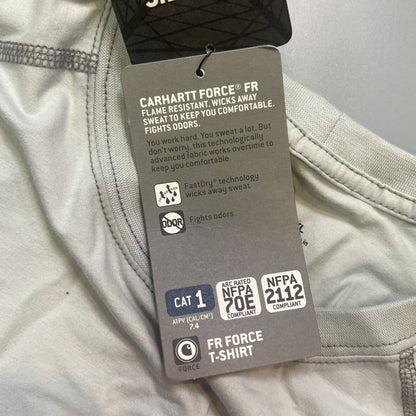 CARHARTT FORCE® FR
FLAME RESISTANT. WICKS AWAY
SWEAT TO KEEP YOU COMFORTABLE.
FIGHTS ODORS.
You work hard. You sweat a lot. But
don't worry, this technologically
advanced fabric works overtime to
keep you comfortable
FastDry® technology
wicks away sweat
ODOR
Fights odors
CAT 1
ATPV (CAL/CM²)
7.4
ARC RATED
NFPA
70E
COMPLIANT
NFPA
2112
COMPLIANT
FORCE
FR FORCE
T-SHIRT